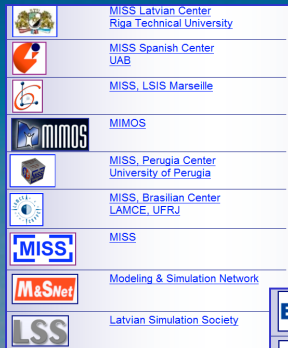 MISS Latvian Center
Riga Technical University
MISS Spanish Center
UAB
MISS, LSIS Marseille
MIMOS
MIMOS
MISS, Perugia Center
University of Perugia
MISS, Brasilian Center
LAMCE, UFRJ
MISS
MISS
M&SNet
Modeling & Simulation Network
LSS
Latvian Simulation Society